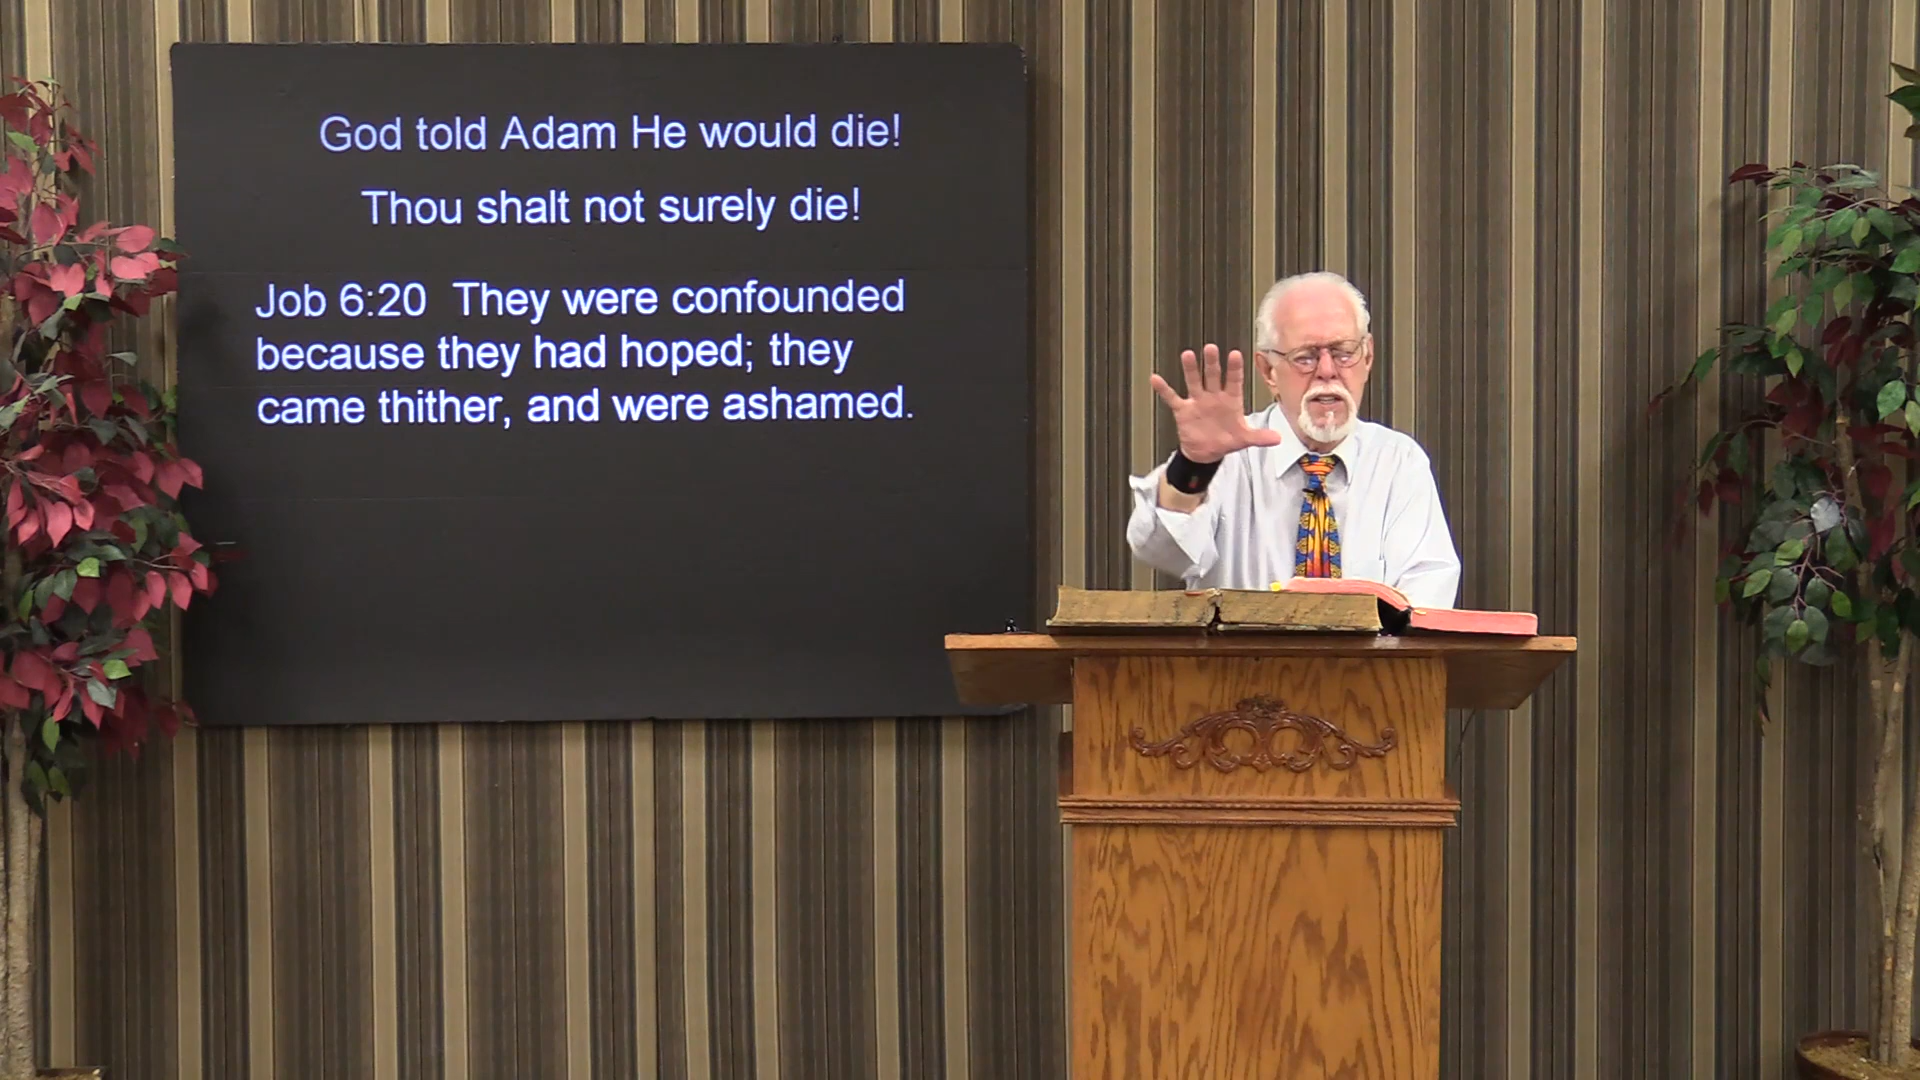 God told Adam He would die!
Thou shalt not surely die!
Job 6:20 They were confounded
because they had hoped; they
came thither, and were ashamed.